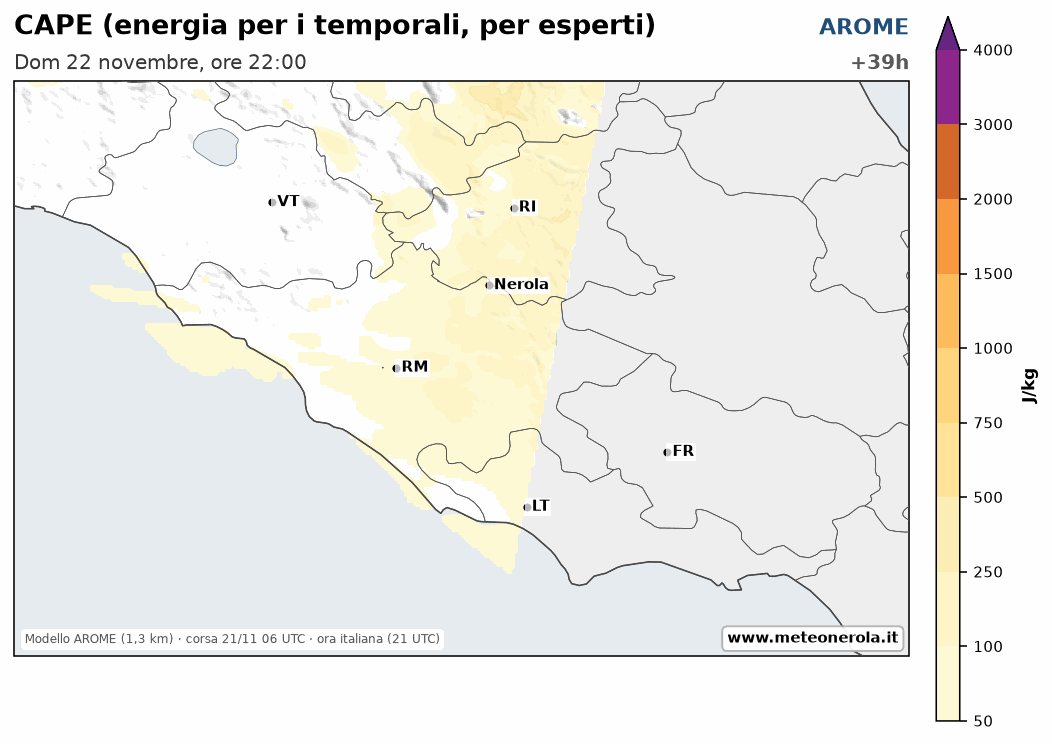 CAPE (energia per i temporali, per esperti)
AROME
Dom 22 novembre, ore 22:00
+39h
VT
RI
Nerola
RM
FR
LT
Modello AROME (1,3 km) · corsa 21/11 06 UTC · ora italiana (21 UTC)
www.meteonerola.it
4000
3000
2000
1500
1000
750
500
250
100
50
J/kg